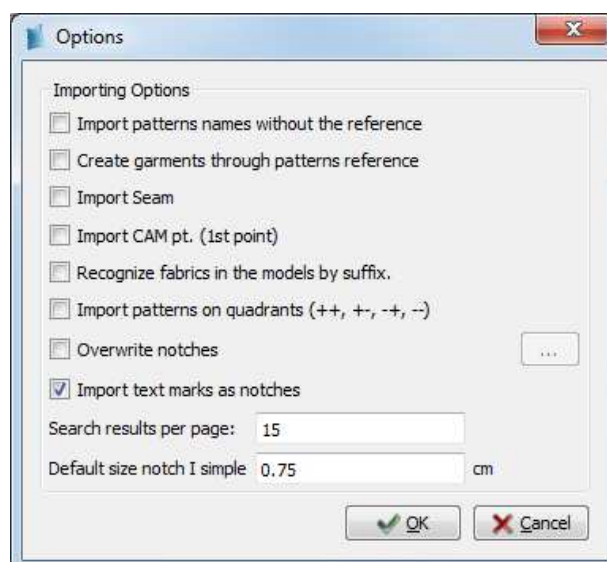 Options
Importing Options
Import patterns names without the reference
Create garments through patterns reference
Import Seam
Import CAM pt. (1st point)
Recognize fabrics in the models by suffix.
Import patterns on quadrants (++, +-, -+, --)
Overwrite notches ...
Import text marks as notches
Search results per page: 15
Default size notch I simple 0.75 cm
OK Cancel